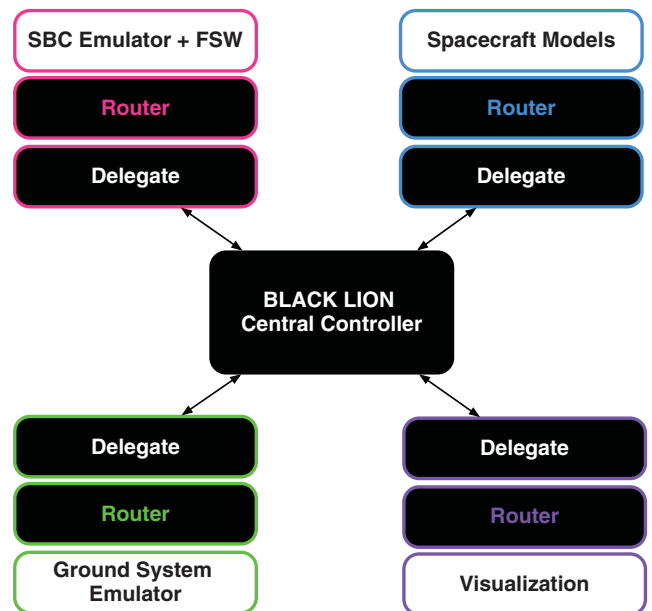 SBC Emulator + FSW
Router
Delegate
Spacecraft Models
Router
Delegate
BLACK LION
Central Controller
Delegate
Router
Ground System
Emulator
Delegate
Router
Visualization